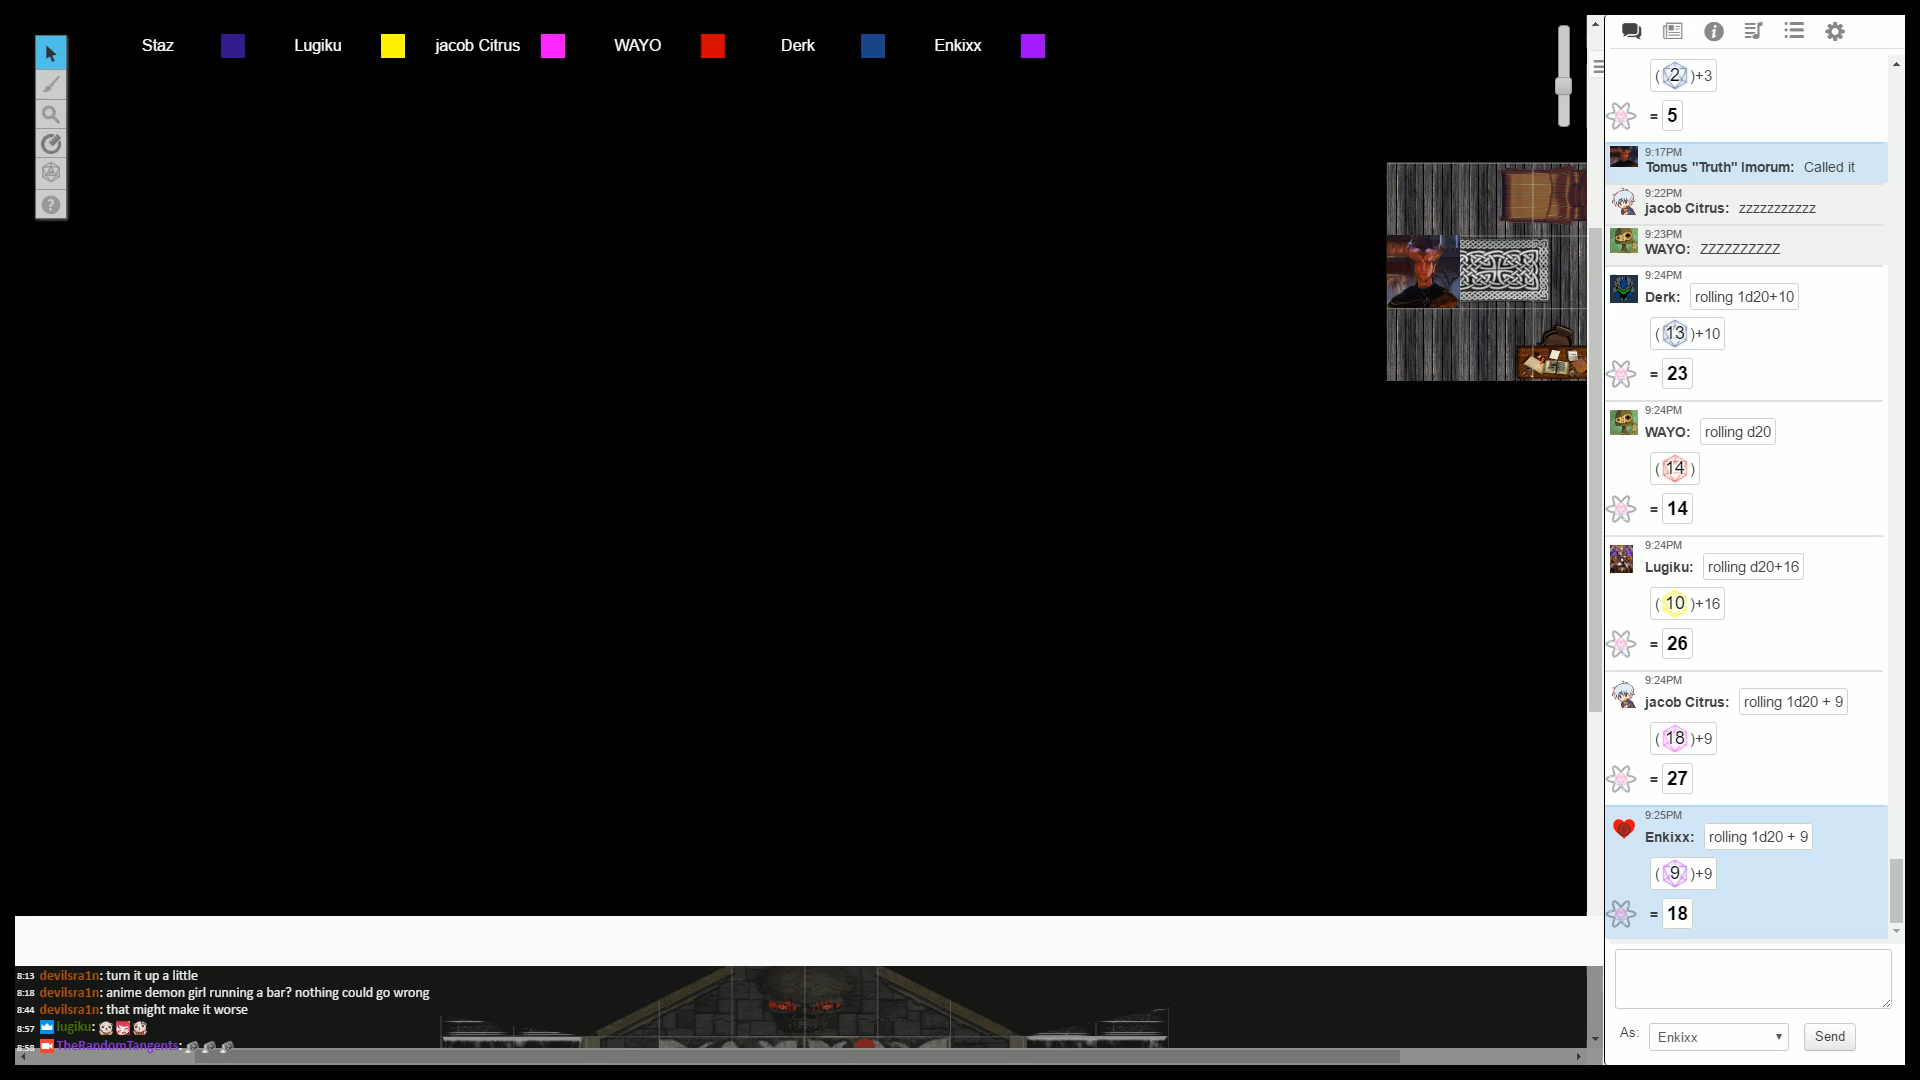 Staz
Lugiku
jacob Citrus
WAYO
Derk
Enkixx
(2)+3
= 5
9:17PM
Tomus "Truth" Imorum: Called it
9:22PM
jacob Citrus: zzzzzzzzzzz
9:23PM
WAYO: ZZZZZZZZZZ
9:24PM
Derk: rolling 1d20+10
(13)+10
= 23
9:24PM
WAYO: rolling d20
(14)
= 14
9:24PM
Lugiku: rolling d20+16
(10)+16
= 26
9:24PM
jacob Citrus: rolling 1d20 + 9
(18)+9
= 27
9:25PM
Enkixx: rolling 1d20 + 9
(9)+9
= 18
As: Enkixx Send
8:13 devilsra1n: turn it up a little
8:18 devilsra1n: anime demon girl running a bar? nothing could go wrong
8:44 devilsra1n: that might make it worse
8:57 lugiku:
8:58 TheRandomTangents: